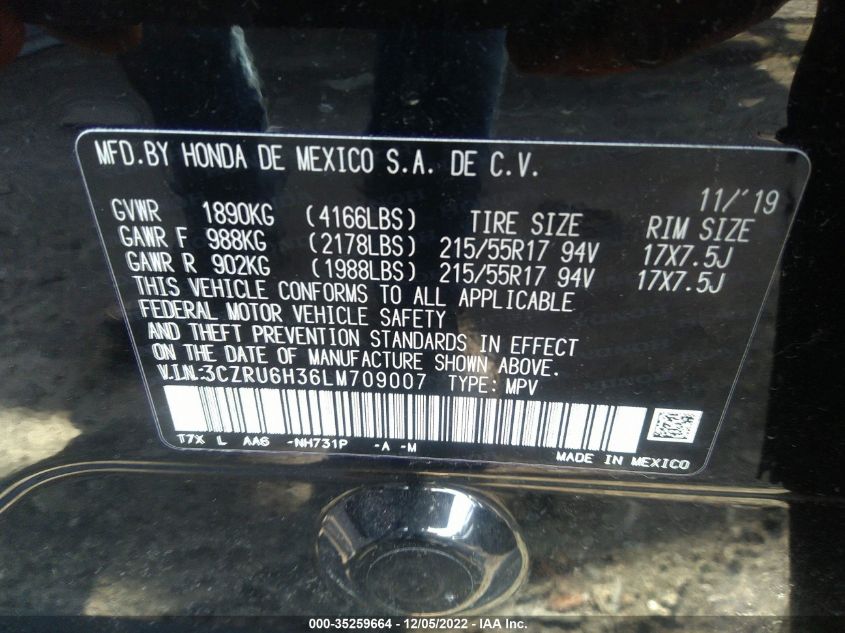 MFD.BY HONDA DE MEXICO S.A. DE C.V.
11/'19
GVWR 1890KG (4166LBS) TIRE SIZE RIM SIZE
GAWR F 988KG (2178LBS) 215/55R17 94V 17X7.5J
GAWR R 902KG (1988LBS) 215/55R17 94V 17X7.5J
THIS VEHICLE CONFORMS TO ALL APPLICABLE
FEDERAL MOTOR VEHICLE SAFETY
AND THEFT PREVENTION STANDARDS IN EFFECT
ON THE DATE OF MANUFACTURE SHOWN ABOVE.
V.I.N.:3CZRU6H36LM709007 TYPE: MPV
T7X L AA6 -NH731P -A -M
MADE IN MEXICO
000-35259664 - 12/05/2022 - IAA Inc.